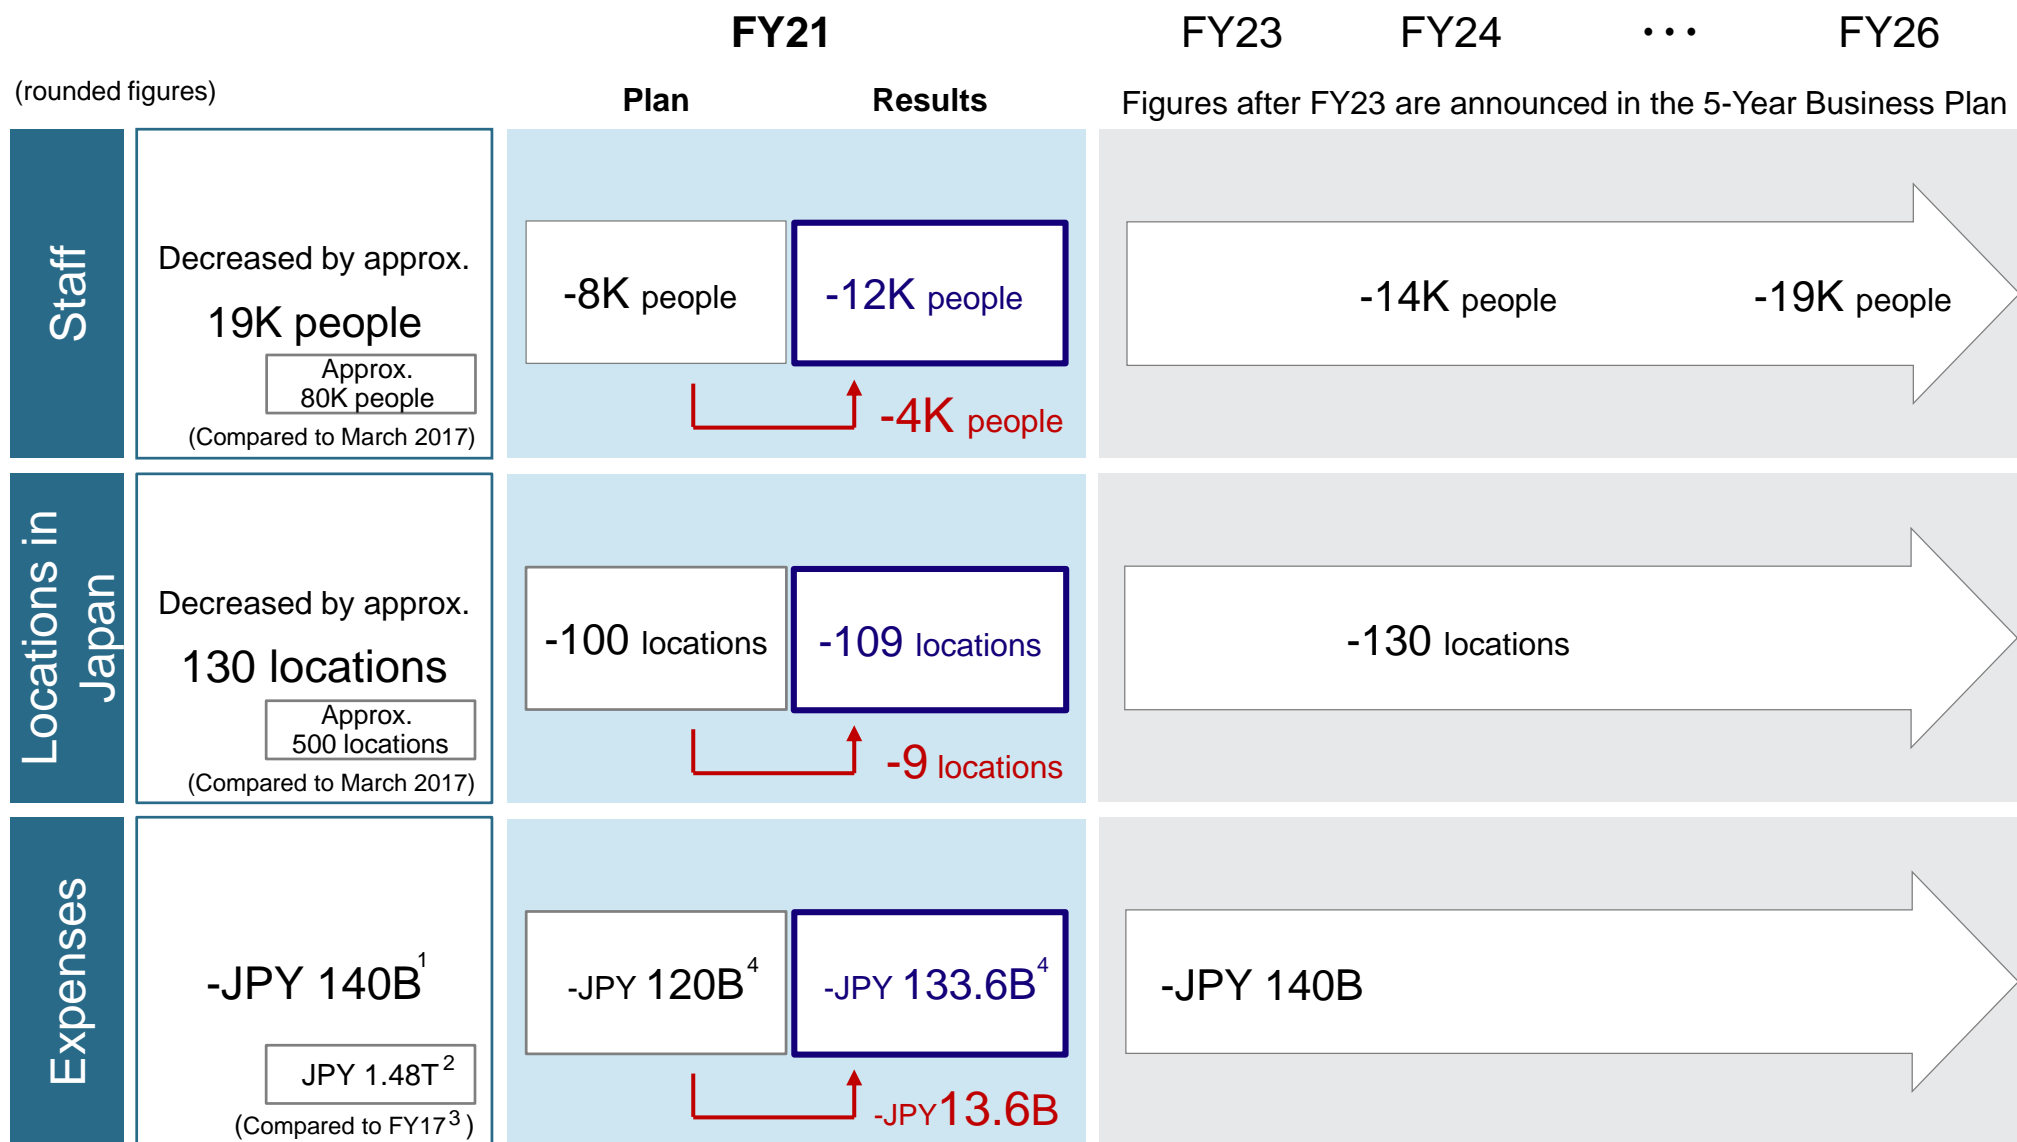 FY21 FY23 FY24 ・・・ FY26
(rounded figures)
Plan Results
Figures after FY23 are announced in the 5-Year Business Plan
Staff
Decreased by approx.
19K people
Approx.
80K people
(Compared to March 2017)
-8K people
-12K people
-4K people
-14K people
-19K people
Locations in
Japan
Decreased by approx.
130 locations
Approx.
500 locations
(Compared to March 2017)
-100 locations
-109 locations
-9 locations
-130 locations
Expenses
-JPY 140B1
JPY 1.48T2
(Compared to FY173)
-JPY 120B4
-JPY 133.6B4
-JPY13.6B
-JPY 140B